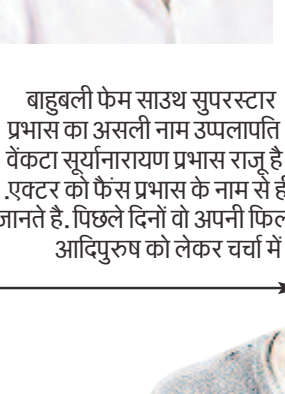 बाहुबली फेम साउथ सुपरस्टार
प्रभास का असली नाम उप्पलापति
वेंकटा सूर्यानारायण प्रभास राजू है
.एक्टर को फैंस प्रभास के नाम से ही
जानते है. पिछले दिनों वो अपनी
आदिपुरुष को लेकर चर्चा में